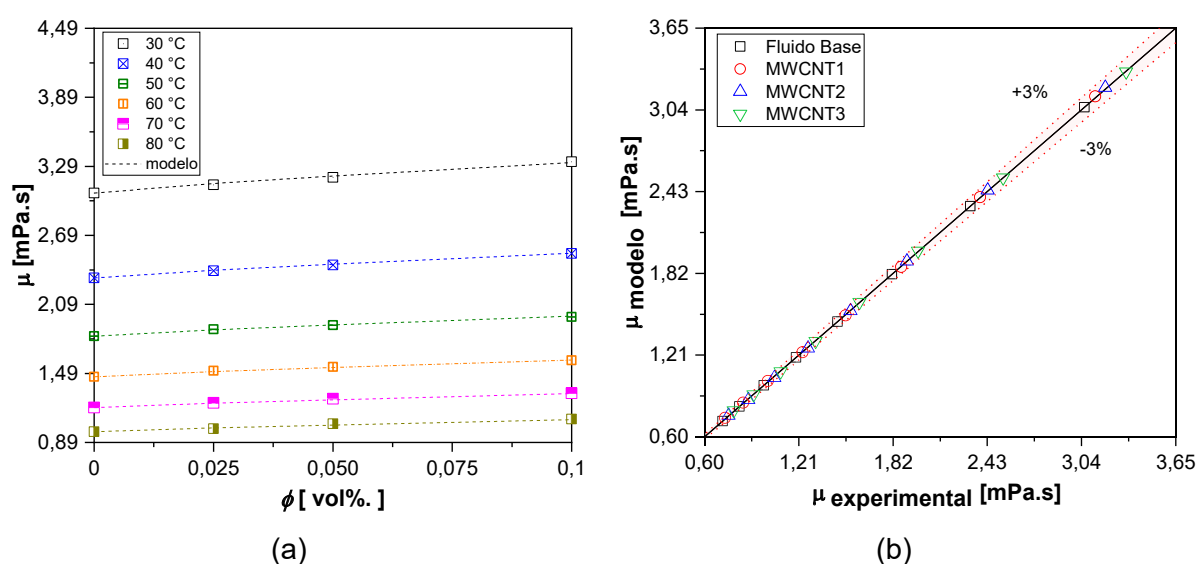 (a)
μ [mPa.s]
4,49
3,89
3,29
2,69
2,09
1,49
0,89
30 °C
40 °C
50 °C
60 °C
70 °C
80 °C
modelo
0 0,025 0,050 0,075 0,1
ϕ [ vol%. ]
(a)
b)
μ modelo [mPa.s]
3,65
3,04
2,43
1,82
1,21
0,60
Fluido Base
MWCNT1
MWCNT2
MWCNT3
+3%
-3%
0,60 1,21 1,82 2,43 3,04 3,65
μ experimental [mPa.s]
(b)